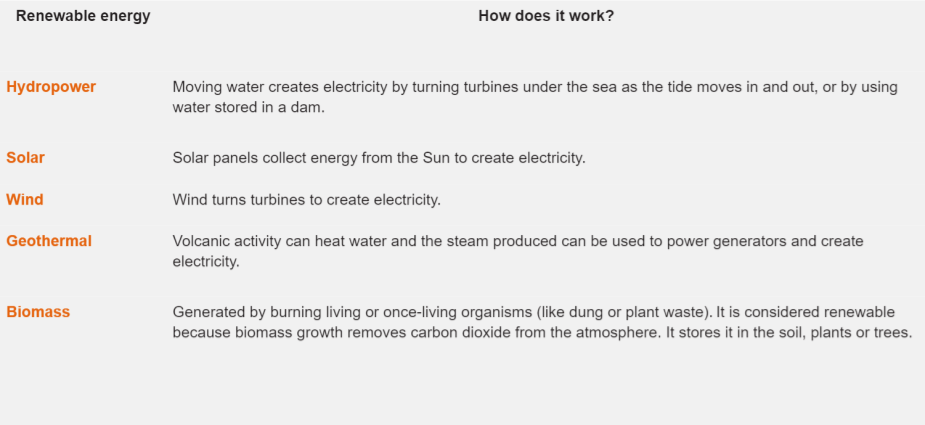 Renewable energy How does it work?
Hydropower Moving water creates electricity by turning turbines under the sea as the tide moves in and out, or by using
water stored in a dam.
Solar Solar panels collect energy from the Sun to create electricity.
Wind Wind turns turbines to create electricity.
Geothermal Volcanic activity can heat water and the steam produced can be used to power generators and create
electricity.
Biomass Generated by burning living or once-living organisms (like dung or plant waste). It is considered renewable
because biomass growth removes carbon dioxide from the atmosphere. It stores it in the soil, plants or trees.